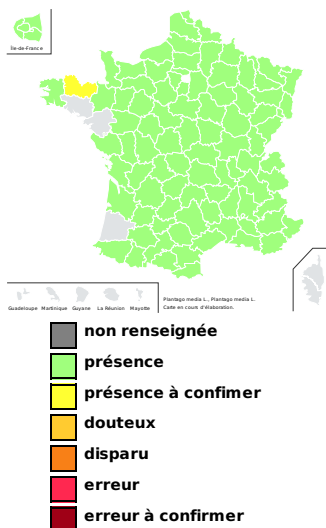 Île-de-France
Guadeloupe Martinique Guyane La Réunion Mayotte
Plantago media L., Plantago media L.
Carte en cours d'élaboration.
non renseignée
présence
présence à confimer
douteux
disparu
erreur
erreur à confirmer